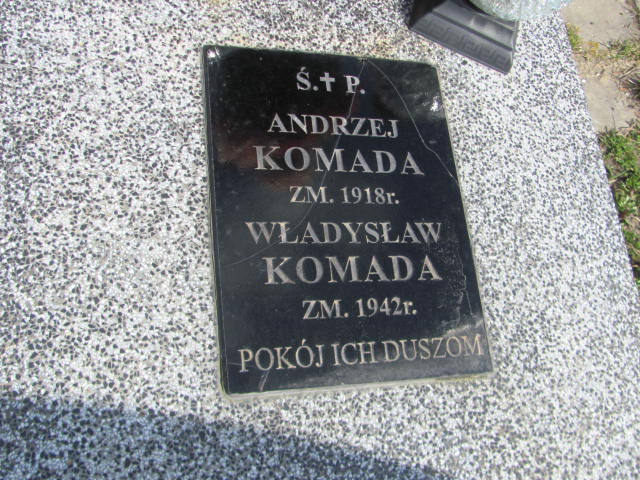 Ś.✝P.
ANDRZEJ
KOMADA
ZM. 1918r.
WŁADYSŁAW
KOMADA
ZM. 1942r.
POKÓJ ICH DUSZOM